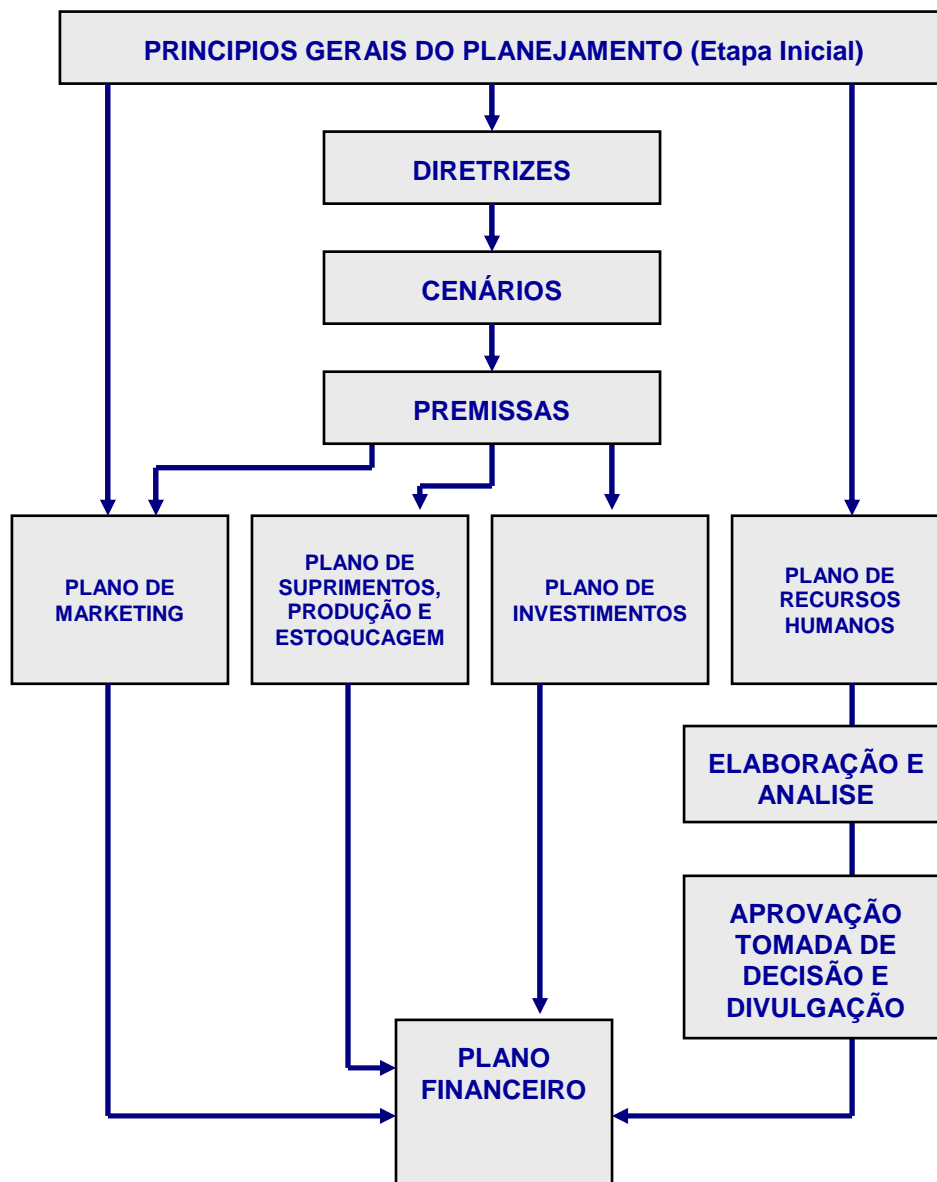 PRINCIPIOS GERAIS DO PLANEJAMENTO (Etapa Inicial)
DIRETRIZES
CENÁRIOS
PREMISSAS
PLANO DE
MARKETING
PLANO DE
SUPRIMENTOS,
PRODUÇÃO E
ESTOQUCAGEM
PLANO DE
INVESTIMENTOS
PLANO DE
RECURSOS
HUMANOS
ELABORAÇÃO E
ANALISE
APROVAÇÃO
TOMADA DE
DECISÃO E
DIVULGAÇÃO
PLANO
FINANCEIRO